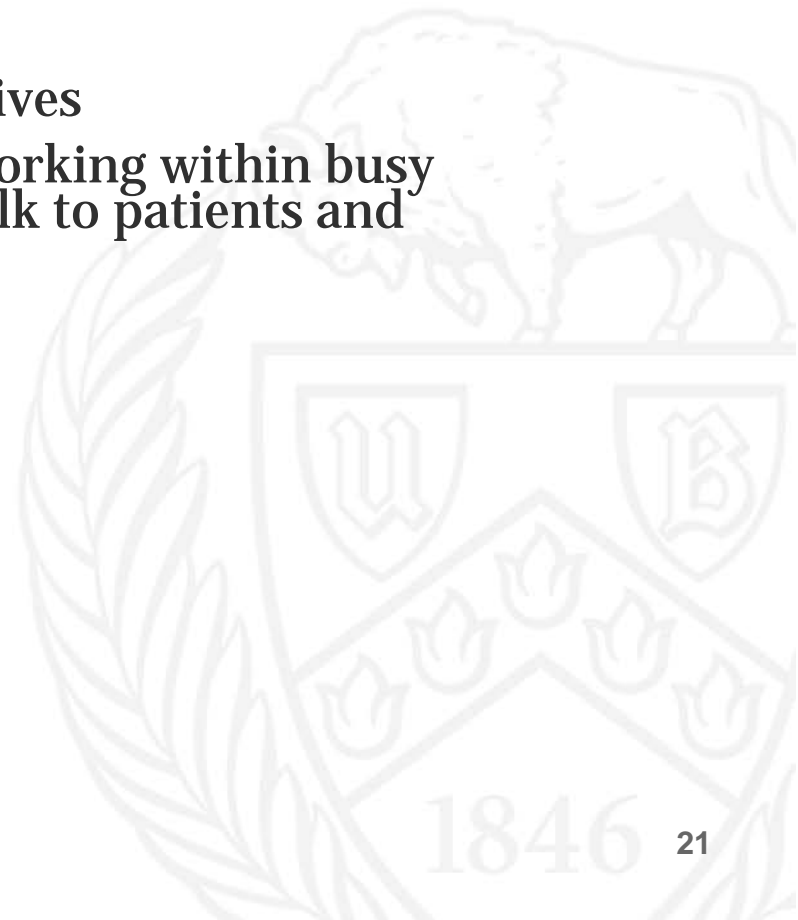 ives
orking within busy
lk to patients and
U B
1846
21